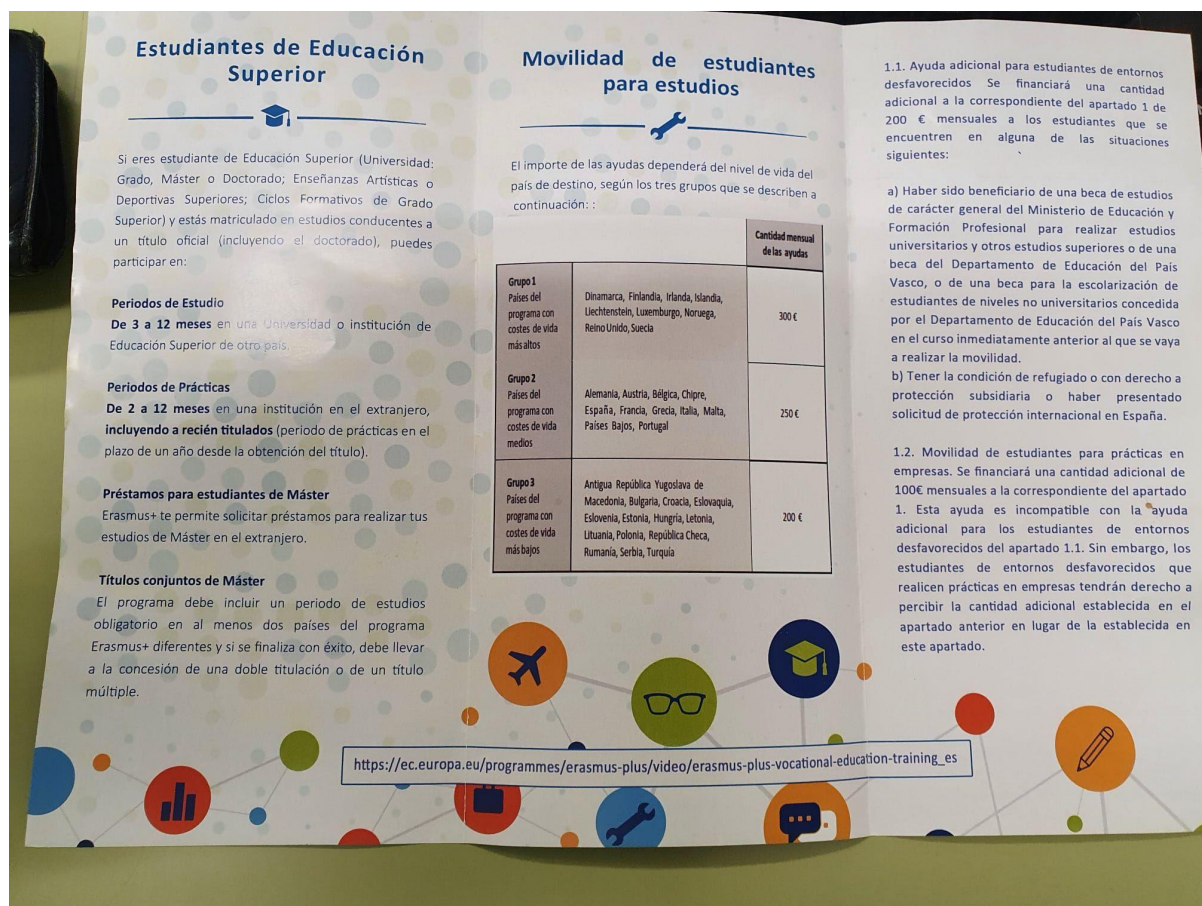 Estudiantes de Educación
Superior
Si eres estudiante de Educación Superior (Universidad:
Grado, Máster o Doctorado; Enseñanzas Artísticas o
Deportivas Superiores; Ciclos Formativos de Grado
Superior) y estás matriculado en estudios conducentes a
un título oficial (incluyendo el doctorado), puedes
participar en:
Periodos de Estudio
De 3 a 12 meses en una Universidad o institución de
Educación Superior de otro país.
Periodos de Prácticas
De 2 a 12 meses en una institución en el extranjero,
incluyendo a recién titulados (periodo de prácticas en el
plazo de un año desde la obtención del título).
Préstamos para estudiantes de Máster
Erasmus+ te permite solicitar préstamos para realizar tus
estudios de Máster en el extranjero.
Títulos conjuntos de Máster
El programa debe incluir un periodo de estudios
obligatorio en al menos dos países del programa
Erasmus+ diferentes y si se finaliza con éxito, debe llevar
a la concesión de una doble titulación o de un título
múltiple.
Movilidad de estudiantes
para estudios
El importe de las ayudas dependerá del nivel de vida del
país de destino, según los tres grupos que se describen a
continuación: :
Cantidad mensual
de las ayudas
Grupo 1
Países del
programa con
costes de vida
más altos
Dinamarca, Finlandia, Irlanda, Islandia,
Liechtenstein, Luxemburgo, Noruega,
Reino Unido, Suecia
300 €
Grupo 2
Países del
programa con
costes de vida
medios
Alemania, Austria, Bélgica, Chipre,
España, Francia, Grecia, Italia, Malta,
Países Bajos, Portugal
250 €
Grupo 3
Países del
programa con
costes de vida
más bajos
Antigua República Yugoslava de
Macedonia, Bulgaria, Croacia, Eslovaquia,
Eslovenia, Estonia, Hungría, Letonia,
Lituania, Polonia, República Checa,
Rumanía, Serbia, Turquía
200 €
1.1. Ayuda adicional para estudiantes de entornos
desfavorecidos Se financiará una cantidad
adicional a la correspondiente del apartado 1 de
200 € mensuales a los estudiantes que se
encuentren en alguna de las situaciones
siguientes:
a) Haber sido beneficiario de una beca de estudios
de carácter general del Ministerio de Educación y
Formación Profesional para realizar estudios
universitarios y otros estudios superiores o de una
beca del Departamento de Educación del País
Vasco, o de una beca para la escolarización de
estudiantes de niveles no universitarios concedida
por el Departamento de Educación del País Vasco
en el curso inmediatamente anterior al que se vaya
a realizar la movilidad.
b) Tener la condición de refugiado o con derecho a
protección subsidiaria o haber presentado
solicitud de protección internacional en España.
1.2. Movilidad de estudiantes para prácticas en
empresas. Se financiará una cantidad adicional de
100€ mensuales a la correspondiente del apartado
1. Esta ayuda es incompatible con la ayuda
adicional para los estudiantes de entornos
desfavorecidos del apartado 1.1. Sin embargo, los
estudiantes de entornos desfavorecidos que
realicen prácticas en empresas tendrán derecho a
percibir la cantidad adicional establecida en el
apartado anterior en lugar de la establecida en
este apartado.
https://ec.europa.eu/programmes/erasmus-plus/video/erasmus-plus-vocational-education-training_es